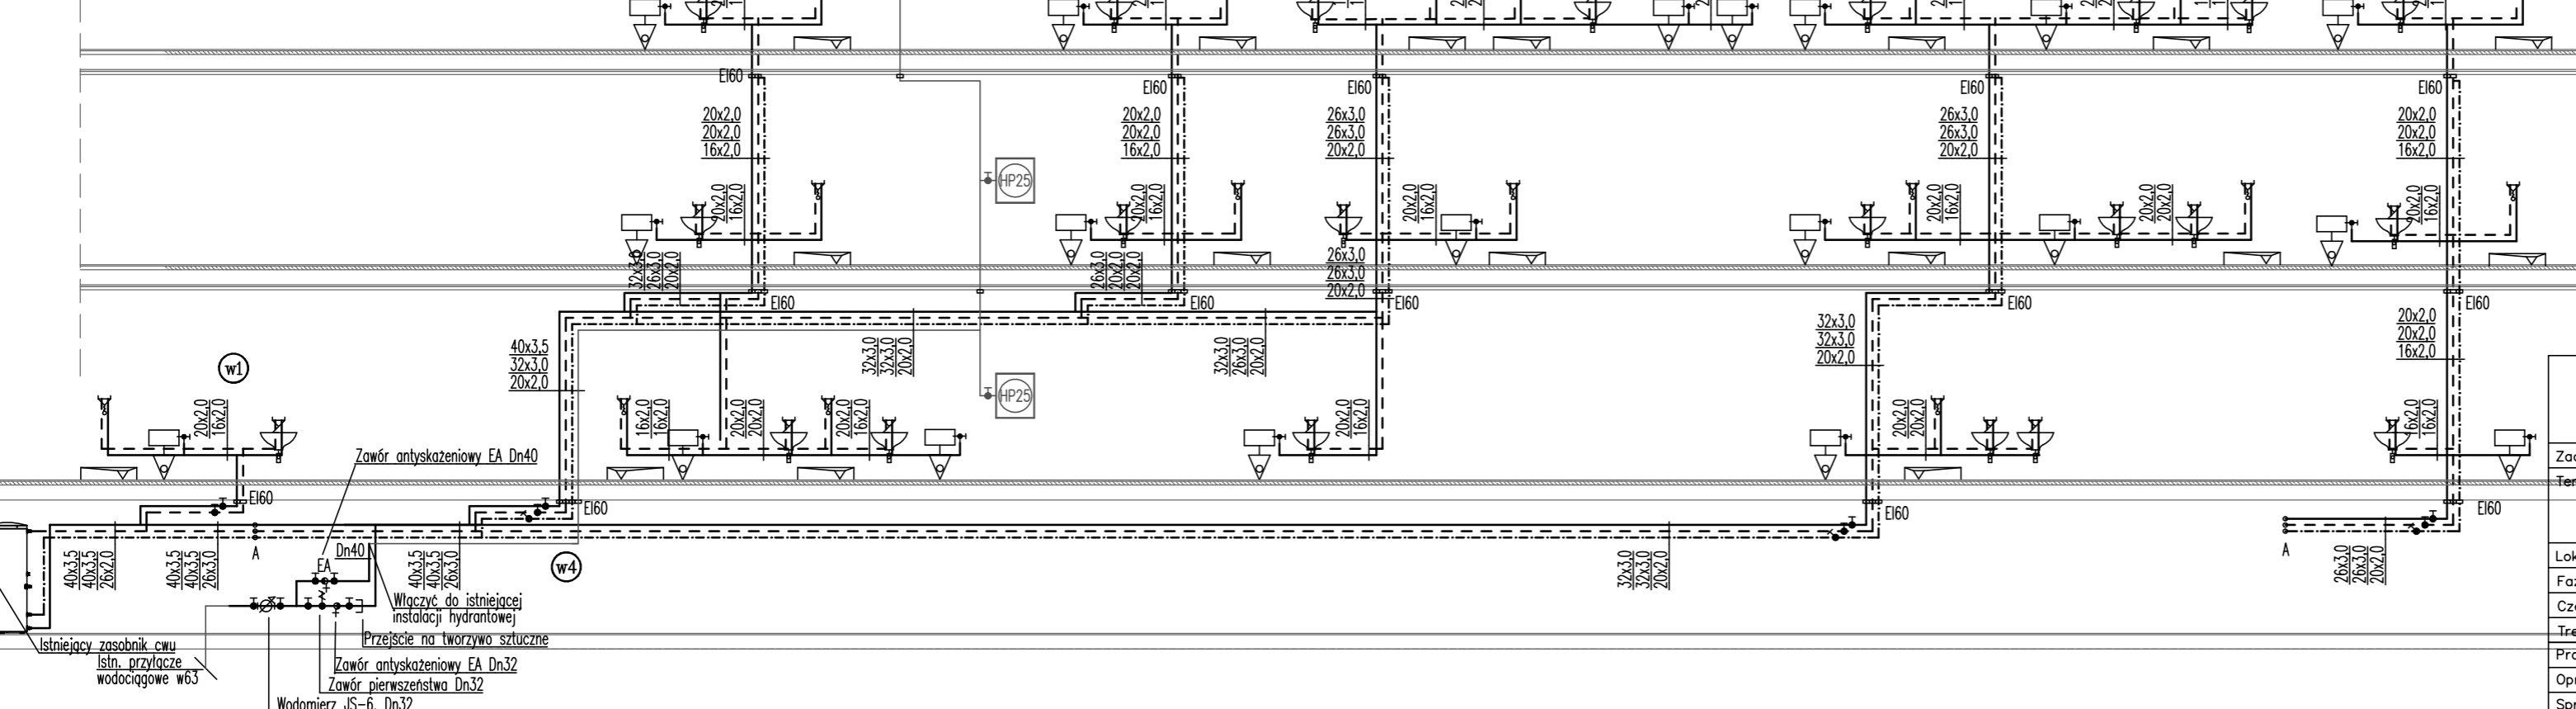 EI60
EI60
EI60
EI60
EI60
20x2,0
20x2,0
16x2,0
20x2,0
20x2,0
16x2,0
26x3,0
26x3,0
20x2,0
26x3,0
26x3,0
20x2,0
20x2,0
20x2,0
16x2,0
HP25
20x2,0
16x2,0
20x2,0
16x2,0
20x2,0
16x2,0
20x2,0
16x2,0
20x2,0
20x2,0
20x2,0
16x2,0
32x3,0
26x3,0
20x2,0
26x3,0
20x2,0
20x2,0
26x3,0
26x3,0
20x2,0
EI60
EI60
EI60
EI60
EI60
w1
40x3,5
32x3,0
20x2,0
32x3,0
32x3,0
20x2,0
32x3,0
26x3,0
20x2,0
32x3,0
32x3,0
20x2,0
20x2,0
20x2,0
16x2,0
HP25
20x2,0
16x2,0
16x2,0
16x2,0
20x2,0
20x2,0
20x2,0
16x2,0
20x2,0
16x2,0
20x2,0
20x2,0
16x2,0
16x2,0
Zawór antyskażeniowy EA Dn40
EI60
EI60
EI60
EI60
40x3,5
40x3,5
26x2,0
40x3,5
40x3,5
26x3,0
A
Dn40
EA
40x3,5
40x3,5
26x3,0
w4
32x3,0
32x3,0
20x2,0
A
26x3,0
26x3,0
20x2,0
Włączyć do istniejącej
instalacji hydrantowej
Przejście na tworzywo sztuczne
Istniejący zasobnik cwu
Istn. przyłącze
wodociągowe w63
Zawór antyskażeniowy EA Dn32
Zawór pierwszeństwa Dn32
Wodomierz JS-6, Dn32